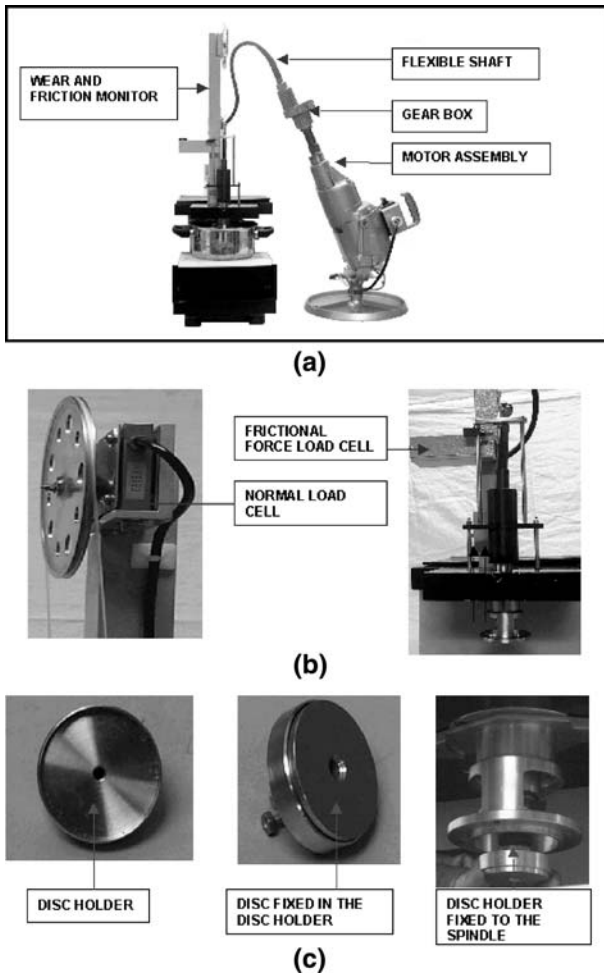 WEAR AND
FRICTION MONITOR
FLEXIBLE SHAFT
GEAR BOX
MOTOR ASSEMBLY
(a)
FRICTIONAL
FORCE LOAD CELL
NORMAL LOAD
CELL
(b)
DISC HOLDER
DISC FIXED IN THE
DISC HOLDER
DISC HOLDER
FIXED TO THE
SPINDLE
(c)